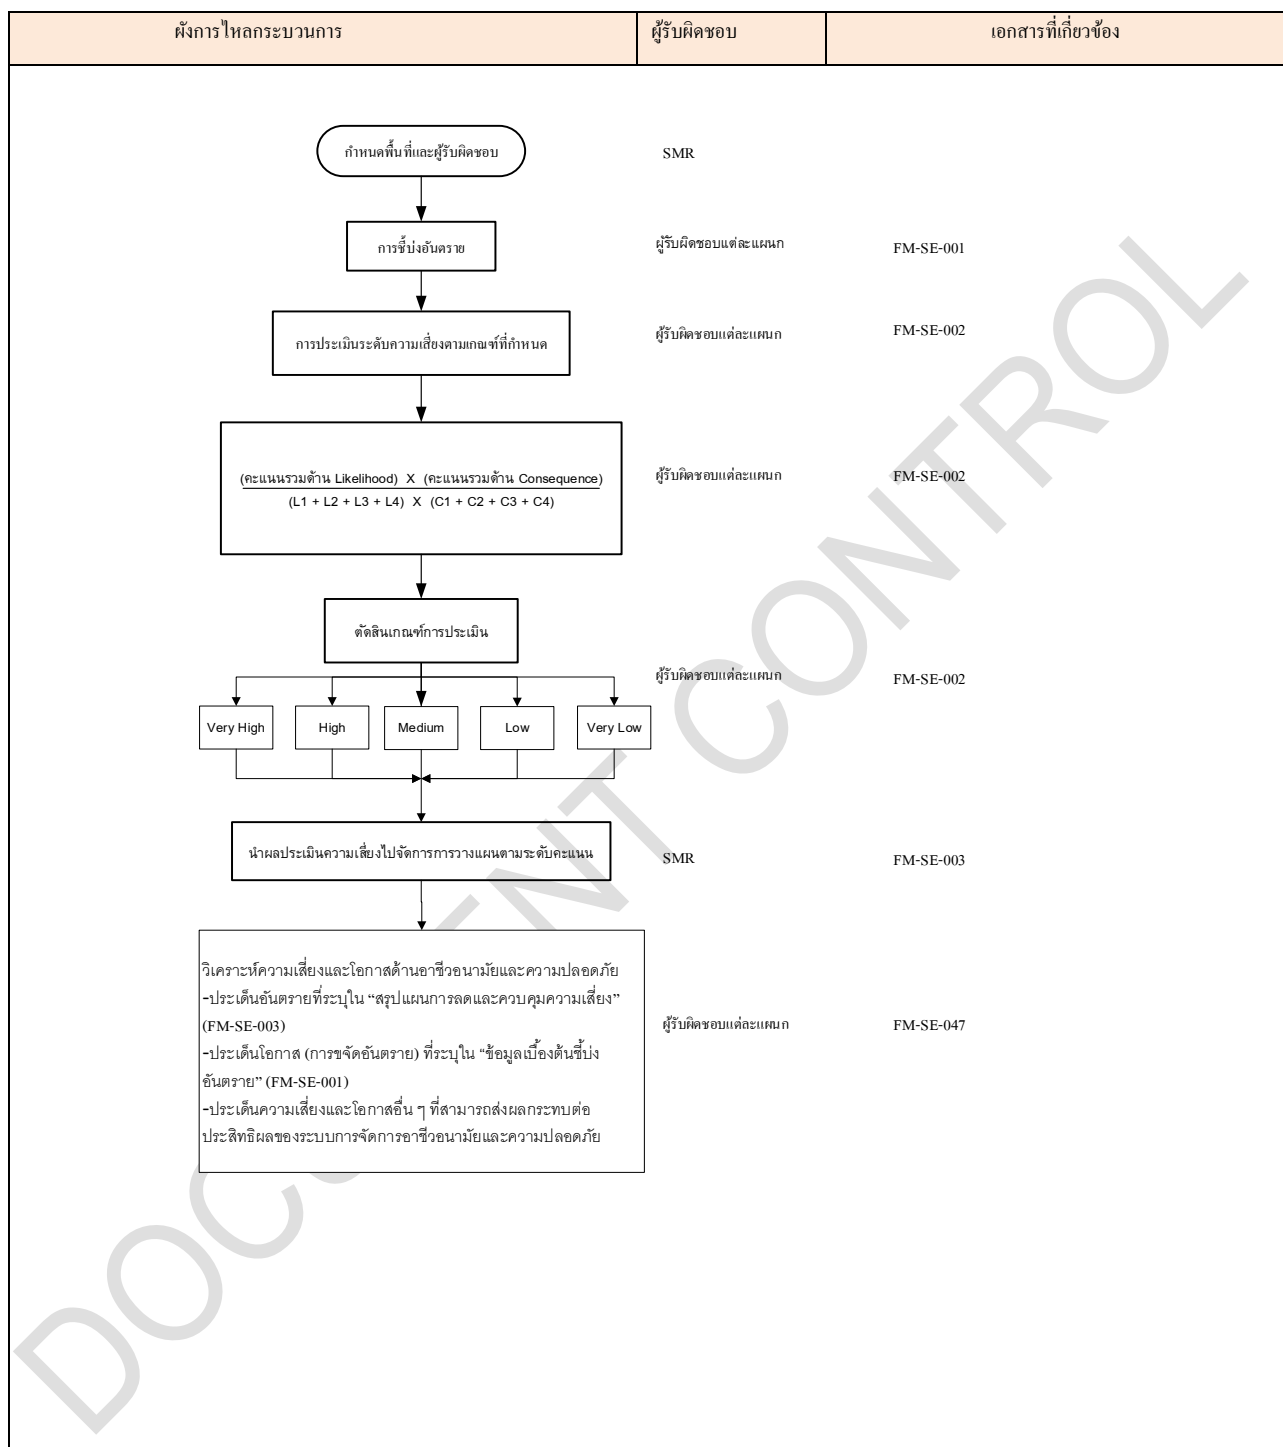 ผังการไหลกระบวนการ ผู้รับผิดชอบ เอกสารที่เกี่ยวข้อง
กำหนดพื้นที่และผู้รับผิดชอบ SMR
การชี้บ่งอันตราย ผู้รับผิดชอบแต่ละแผนก FM-SE-001
การประเมินระดับความเสี่ยงตามเกณฑ์ที่กำหนด ผู้รับผิดชอบแต่ละแผนก FM-SE-002
(คะแนนรวมด้าน Likelihood) X (คะแนนรวมด้าน Consequence) ผู้รับผิดชอบแต่ละแผนก FM-SE-002
(L1 + L2 + L3 + L4) X (C1 + C2 + C3 + C4)
ตัดสินเกณฑ์การประเมิน
ผู้รับผิดชอบแต่ละแผนก FM-SE-002
Very High High Medium Low Very Low
นำผลประเมินความเสี่ยงไปจัดการการวางแผนตามระดับคะแนน SMR FM-SE-003
วิเคราะห์ความเสี่ยงและโอกาสด้านอาชีวอนามัยและความปลอดภัย
-ประเด็นอันตรายที่ระบุใน “สรุปแผนการลดและควบคุมความเสี่ยง”
(FM-SE-003) ผู้รับผิดชอบแต่ละแผนก FM-SE-047
-ประเด็นโอกาส (การขจัดอันตราย) ที่ระบุใน “ข้อมูลเบื้องต้นชี้บ่ง
อันตราย” (FM-SE-001)
-ประเด็นความเสี่ยงและโอกาสอื่น ๆ ที่สามารถส่งผลกระทบต่อ
ประสิทธิผลของระบบการจัดการอาชีวอนามัยและความปลอดภัย
DOCUMENT CONTROL